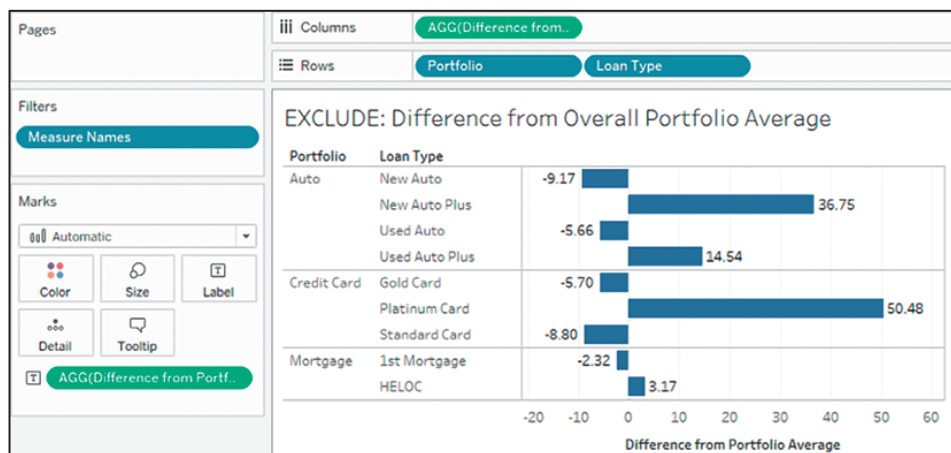 Pages
Columns
AGG(Difference from..
Rows
Portfolio Loan Type
Filters
Measure Names
Marks
Automatic
Color Size Label
Detail Tooltip
AGG(Difference from Portf..
EXCLUDE: Difference from Overall Portfolio Average
Portfolio Loan Type
Auto New Auto -9.17
New Auto Plus 36.75
Used Auto -5.66
Used Auto Plus 14.54
Credit Card Gold Card -5.70
Platinum Card 50.48
Standard Card -8.80
Mortgage 1st Mortgage -2.32
HELOC 3.17
-20 -10 0 10 20 30 40 50 60
Difference from Portfolio Average